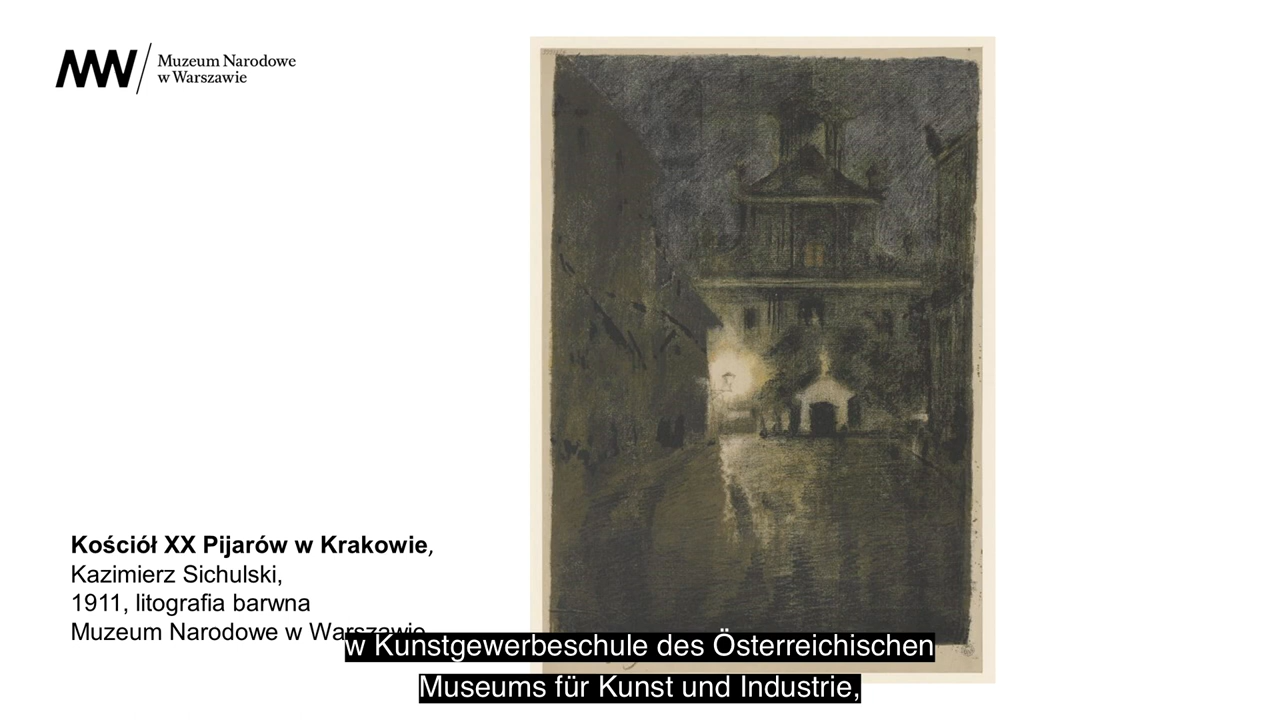 MNW
Muzeum Narodowe
w Warszawie
Kościół XX Pijarów w Krakowie,
Kazimierz Sichulski,
1911, litografia barwna
Muzeum Narodowe w Warszawie
w Kunstgewerbeschule des Österreichischen
Museums für Kunst und Industrie,